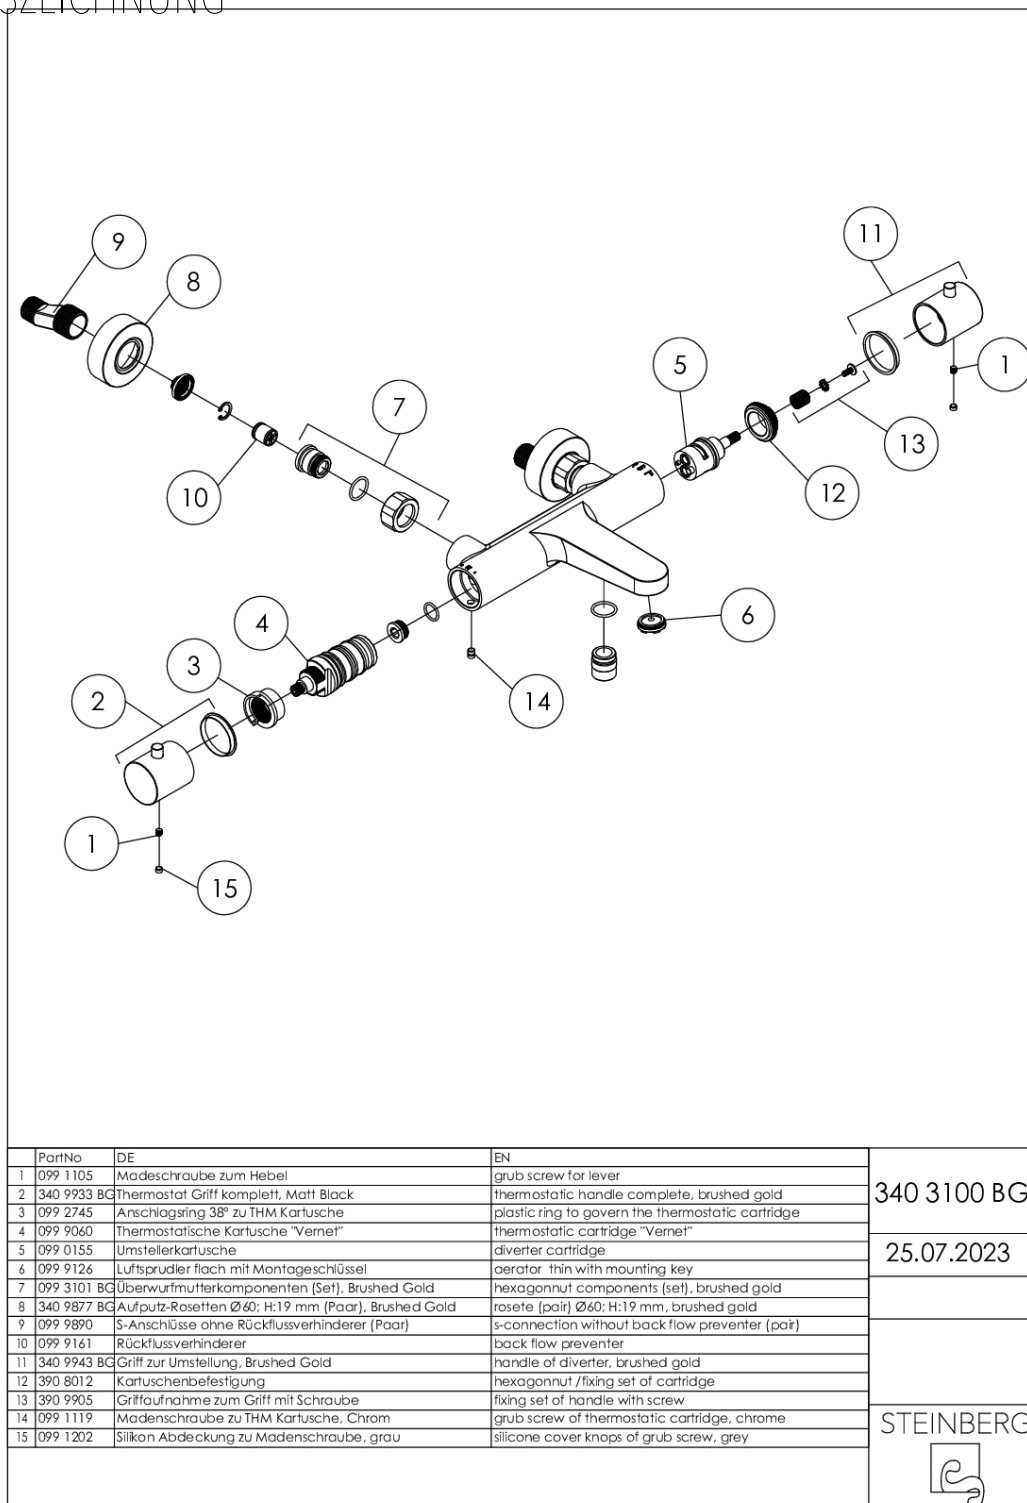 9
8
11
1
5
7
13
10
12
4
6
3
14
2
1
15
PartNo DE EN
1 099 1105 Madeschraube zum Hebel grub screw for lever
2 340 9933 BG Thermostat Griff komplett, Matt Black thermostatic handle complete, brushed gold
3 099 2745 Anschlagsring 38° zu THM Kartusche plastic ring to govern the thermostatic cartridge
4 099 9060 Thermostatische Kartusche "Vernet" thermostatic cartridge "Vernet"
5 099 0155 Umstellerkartusche diverter cartridge
6 099 9126 Luftsprudler flach mit Montageschlüssel aerator thin with mounting key
7 099 3101 BG Überwurfmutterkomponenten (Set), Brushed Gold hexagonnut components (set), brushed gold
8 340 9877 BG Aufputz-Rosetten Ø60; H:19 mm (Paar), Brushed Gold rosete (pair) Ø60; H:19 mm, brushed gold
9 099 9890 S-Anschlüsse ohne Rückflussverhinderer (Paar) s-connection without back flow preventer (pair)
10 099 9161 Rückflussverhinderer back flow preventer
11 340 9943 BG Griff zur Umstellung, Brushed Gold handle of diverter, brushed gold
12 390 8012 Kartuschenbefestigung hexagonnut /fixing set of cartridge
13 390 9905 Griffaufnahme zum Griff mit Schraube fixing set of handle with screw
14 099 1119 Madenschraube zu THM Kartusche, Chrom grub screw of thermostatic cartridge, chrome
15 099 1202 Silikon Abdeckung zu Madenschraube, grau silicone cover knops of grub screw, grey
340 3100 BG
25.07.2023
STEINBERG